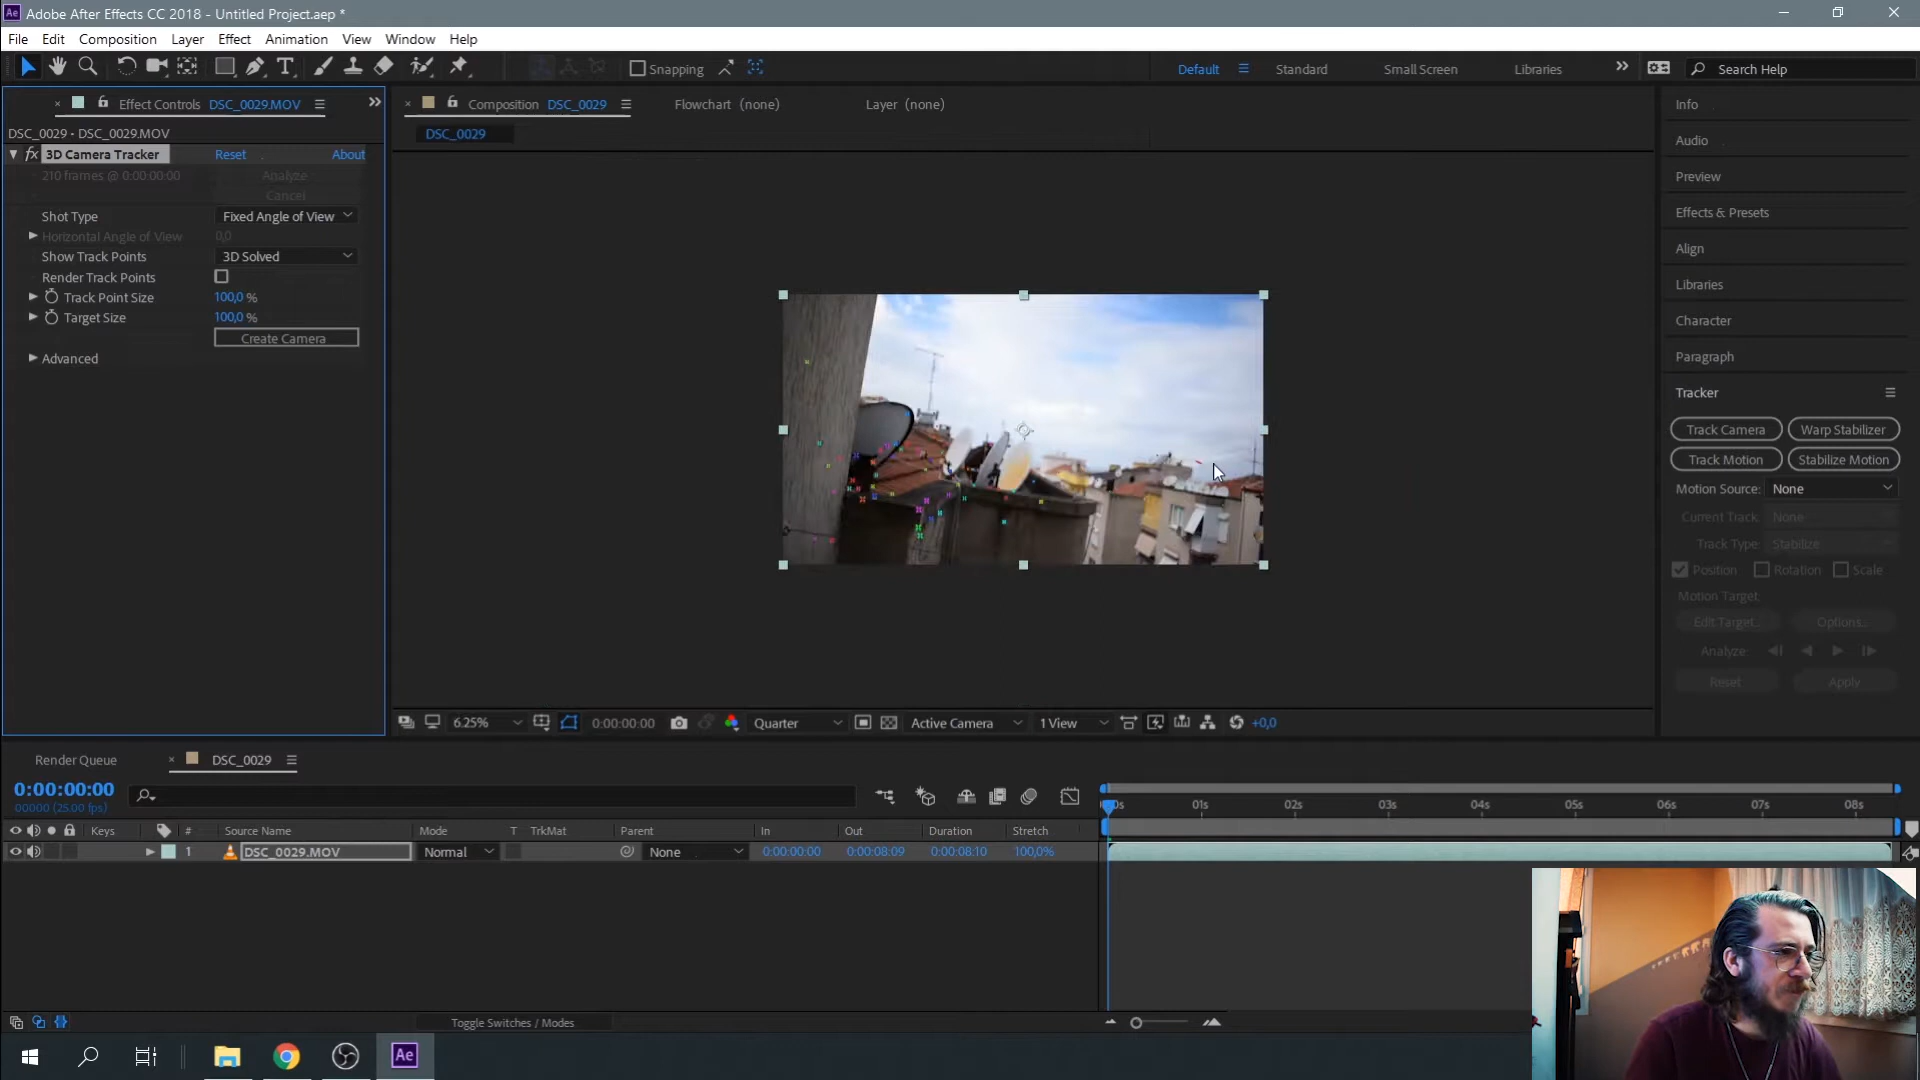 Ae Adobe After Effects CC 2018 - Untitled Project.aep *
File Edit Composition Layer Effect Animation View Window Help
Snapping Default Standard Small Screen Libraries Search Help
Effect Controls DSC_0029.MOV
DSC_0029 • DSC_0029.MOV
fx 3D Camera Tracker Reset About
210 frames @ 0:00:00:00 Analyze
Cancel
Shot Type Fixed Angle of View
Horizontal Angle of View 0,0
Show Track Points 3D Solved
Render Track Points
Track Point Size 100,0 %
Target Size 100,0 %
Create Camera
Advanced
Composition DSC_0029 Flowchart (none) Layer (none)
DSC_0029
6.25% 0:00:00:00 Quarter Active Camera 1 View +0,0
Info
Audio
Preview
Effects & Presets
Align
Libraries
Character
Paragraph
Tracker
Track Camera Warp Stabilizer
Track Motion Stabilize Motion
Motion Source: None
Current Track: None
Track Type: Stabilize
Position Rotation Scale
Motion Target:
Edit Target... Options...
Analyze:
Reset Apply
Render Queue DSC_0029
0:00:00:00
00000 (25.00 fps)
Keys # Source Name Mode T TrkMat Parent In Out Duration Stretch
1 DSC_0029.MOV Normal None 0:00:00:00 0:00:08:09 0:00:08:10 100,0%
01s 02s 03s 04s 05s 06s 07s 08s
Toggle Switches / Modes
Ae